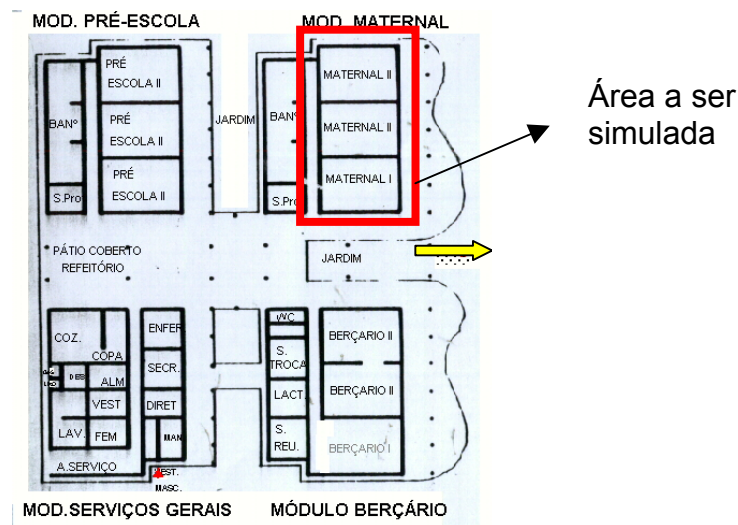 MOD. PRÉ-ESCOLA
MOD. MATERNAL
PRÉ
ESCOLA II
BANº
PRÉ
ESCOLA II
PRÉ
ESCOLA II
S.Pro
JARDIM
BANº
S.Pro
MATERNAL II
MATERNAL II
MATERNAL I
Área a ser
simulada
PÁTIO COBERTO
REFEITÓRIO
JARDIM
COZ.
COPA
ALM
VEST
LAV.
FEM
A.SERVIÇO
ENFER
SECR.
DIRET
MAN
VEST.
MASC.
WC
S.
TROCA
LACT.
S.
REU.
BERÇARIO II
BERÇARIO II
BERÇARIO I
MOD.SERVIÇOS GERAIS
MÓDULO BERÇÁRIO